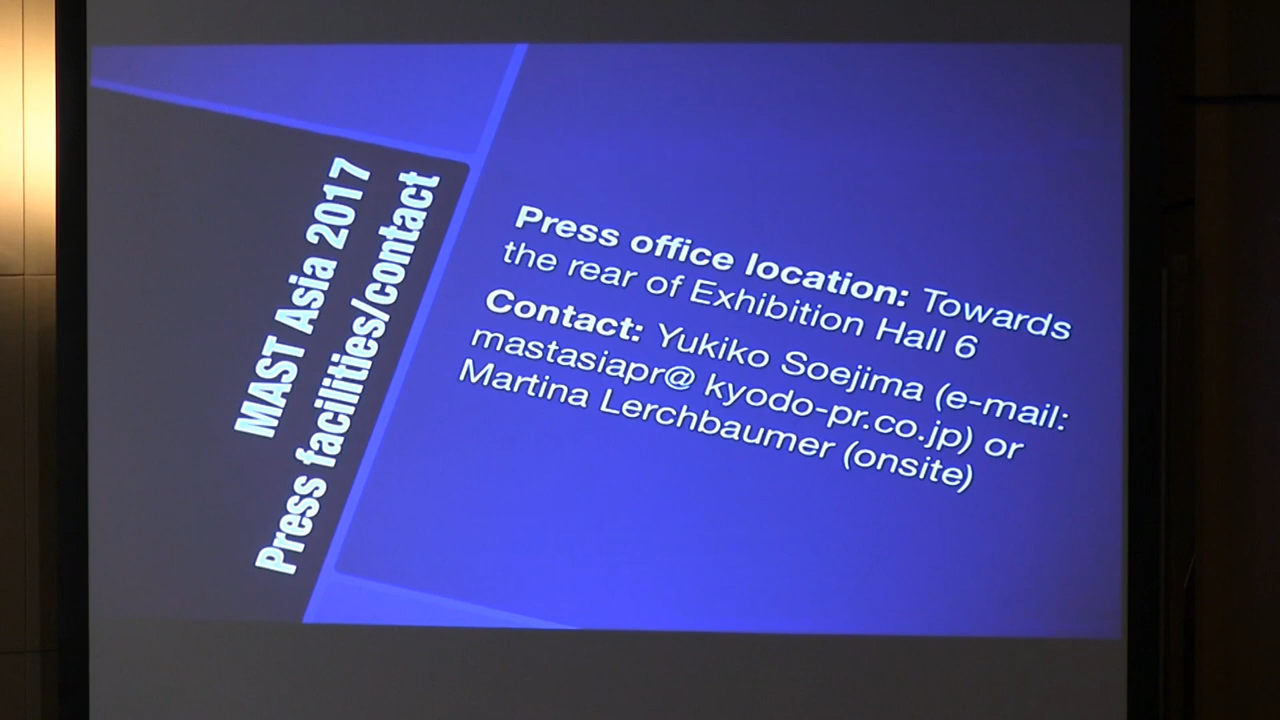 MAST Asia 2017
Press facilities/contact
Press office location: Towards
the rear of Exhibition Hall 6
Contact: Yukiko Soejima (e-mail:
mastasiapr@ kyodo-pr.co.jp) or
Martina Lerchbaumer (onsite)